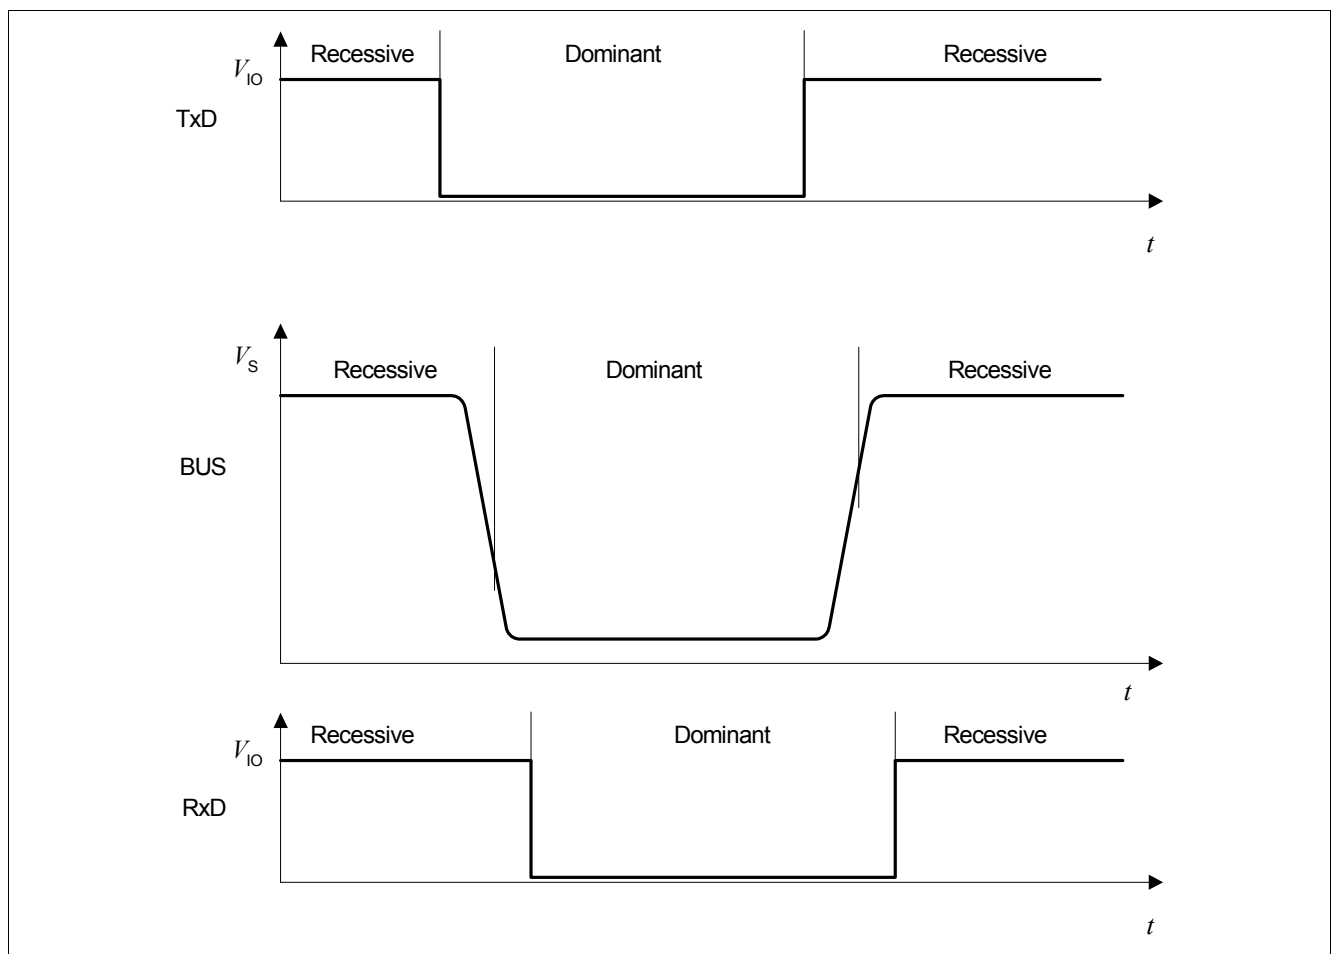 Recessive Dominant Recessive
VIO
TxD
t
VS
Recessive Dominant Recessive
BUS
t
Recessive Dominant Recessive
VIO
RxD
t